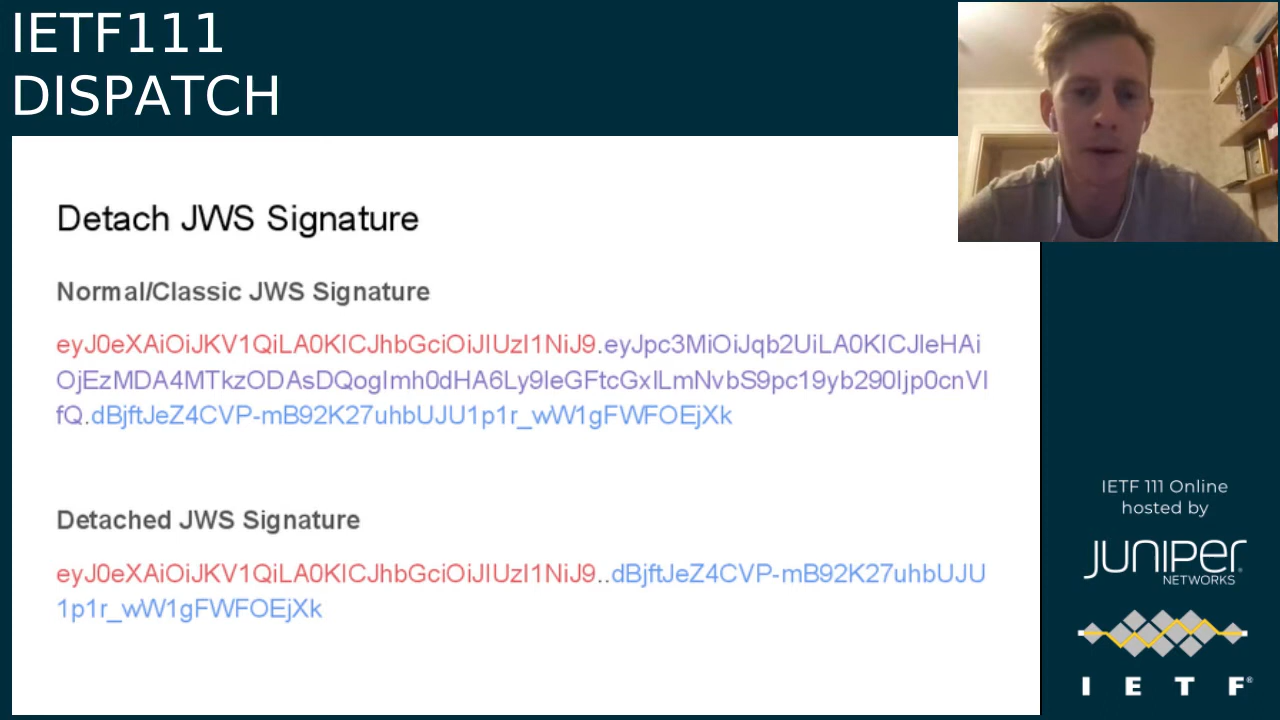 IETF111
DISPATCH
Detach JWS Signature
Normal/Classic JWS Signature
eyJ0eXAiOiJKV1QiLA0KICJhbGciOiJIUzI1NiJ9.eyJpc3MiOiJqb2UiLA0KICJleHAi
OjEzMDA4MTkzODAsDQogImh0dHA6Ly9leGFtcGxlLmNvbS9pc19yb290Ijp0cnVl
fQ.dBjftJeZ4CVP-mB92K27uhbUJU1p1r_wW1gFWFOEjXk
Detached JWS Signature
eyJ0eXAiOiJKV1QiLA0KICJhbGciOiJIUzI1NiJ9..dBjftJeZ4CVP-mB92K27uhbUJU
1p1r_wW1gFWFOEjXk
IETF 111 Online
hosted by
JUNIPER
NETWORKS
I E T F®